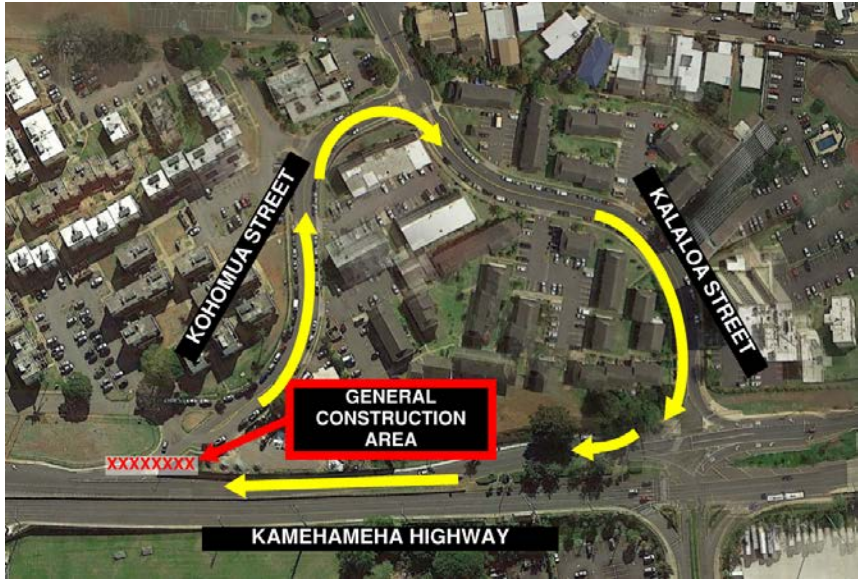 KOHOMUA STREET
KALALOA STREET
GENERAL
CONSTRUCTION
AREA
XXXXXXXX
KAMEHAMEHA HIGHWAY